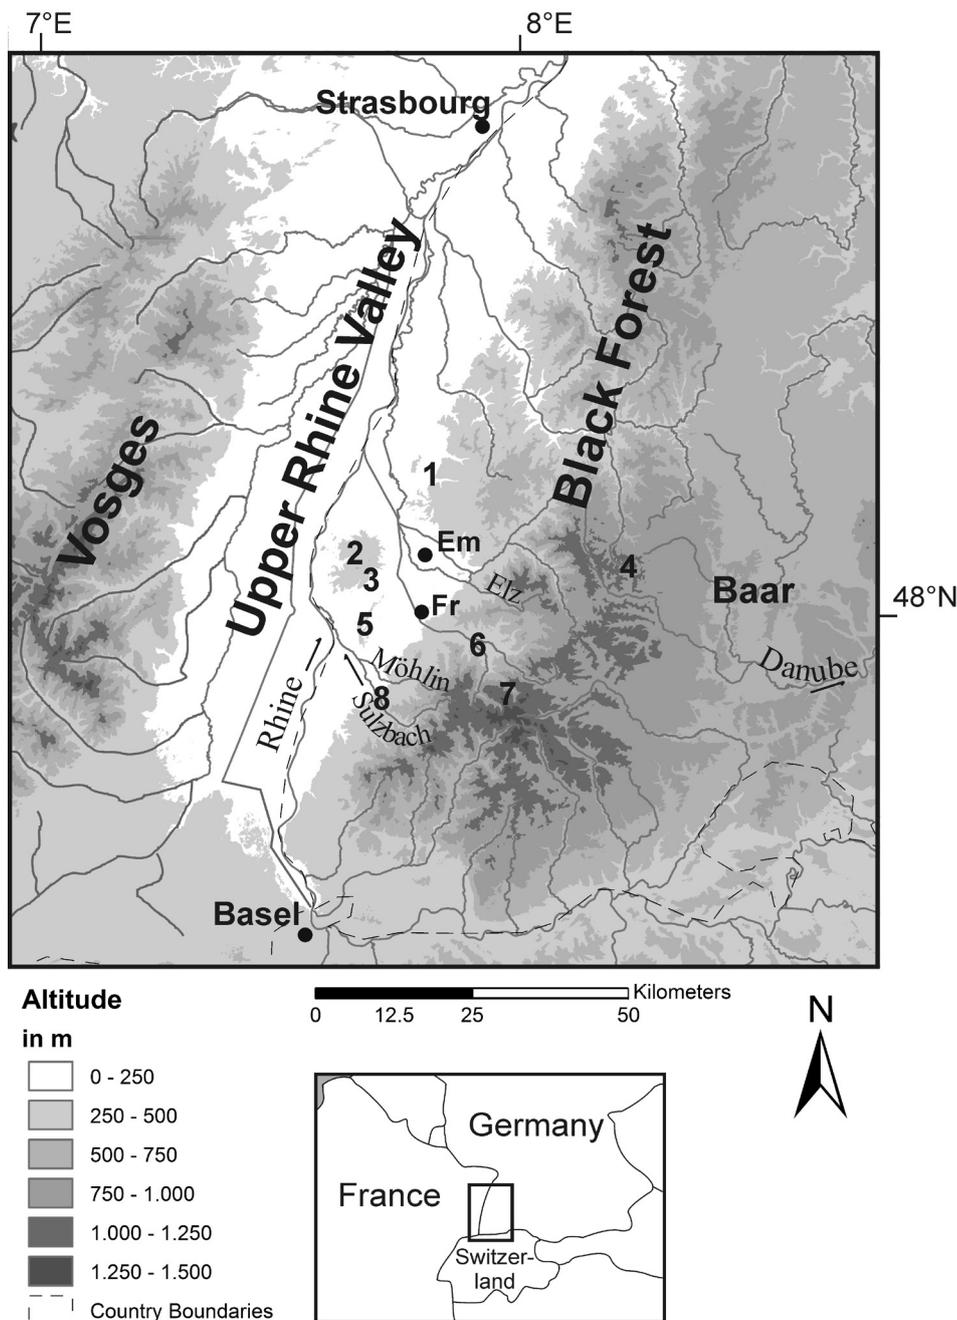 7°E
8°E
Strasbourg
Upper Rhine Valley
Black Forest
Vosges
1
Em
2
3
4
Elz
Baar
48°N
Fr
5
6
Möhlin
Danube
7
8
Rhine
Sulzbach
Basel
Altitude
in m
0 - 250
250 - 500
500 - 750
750 - 1.000
1.000 - 1.250
1.250 - 1.500
Country Boundaries
Kilometers
0 12.5 25 50
N
Germany
France
Switzer-
land